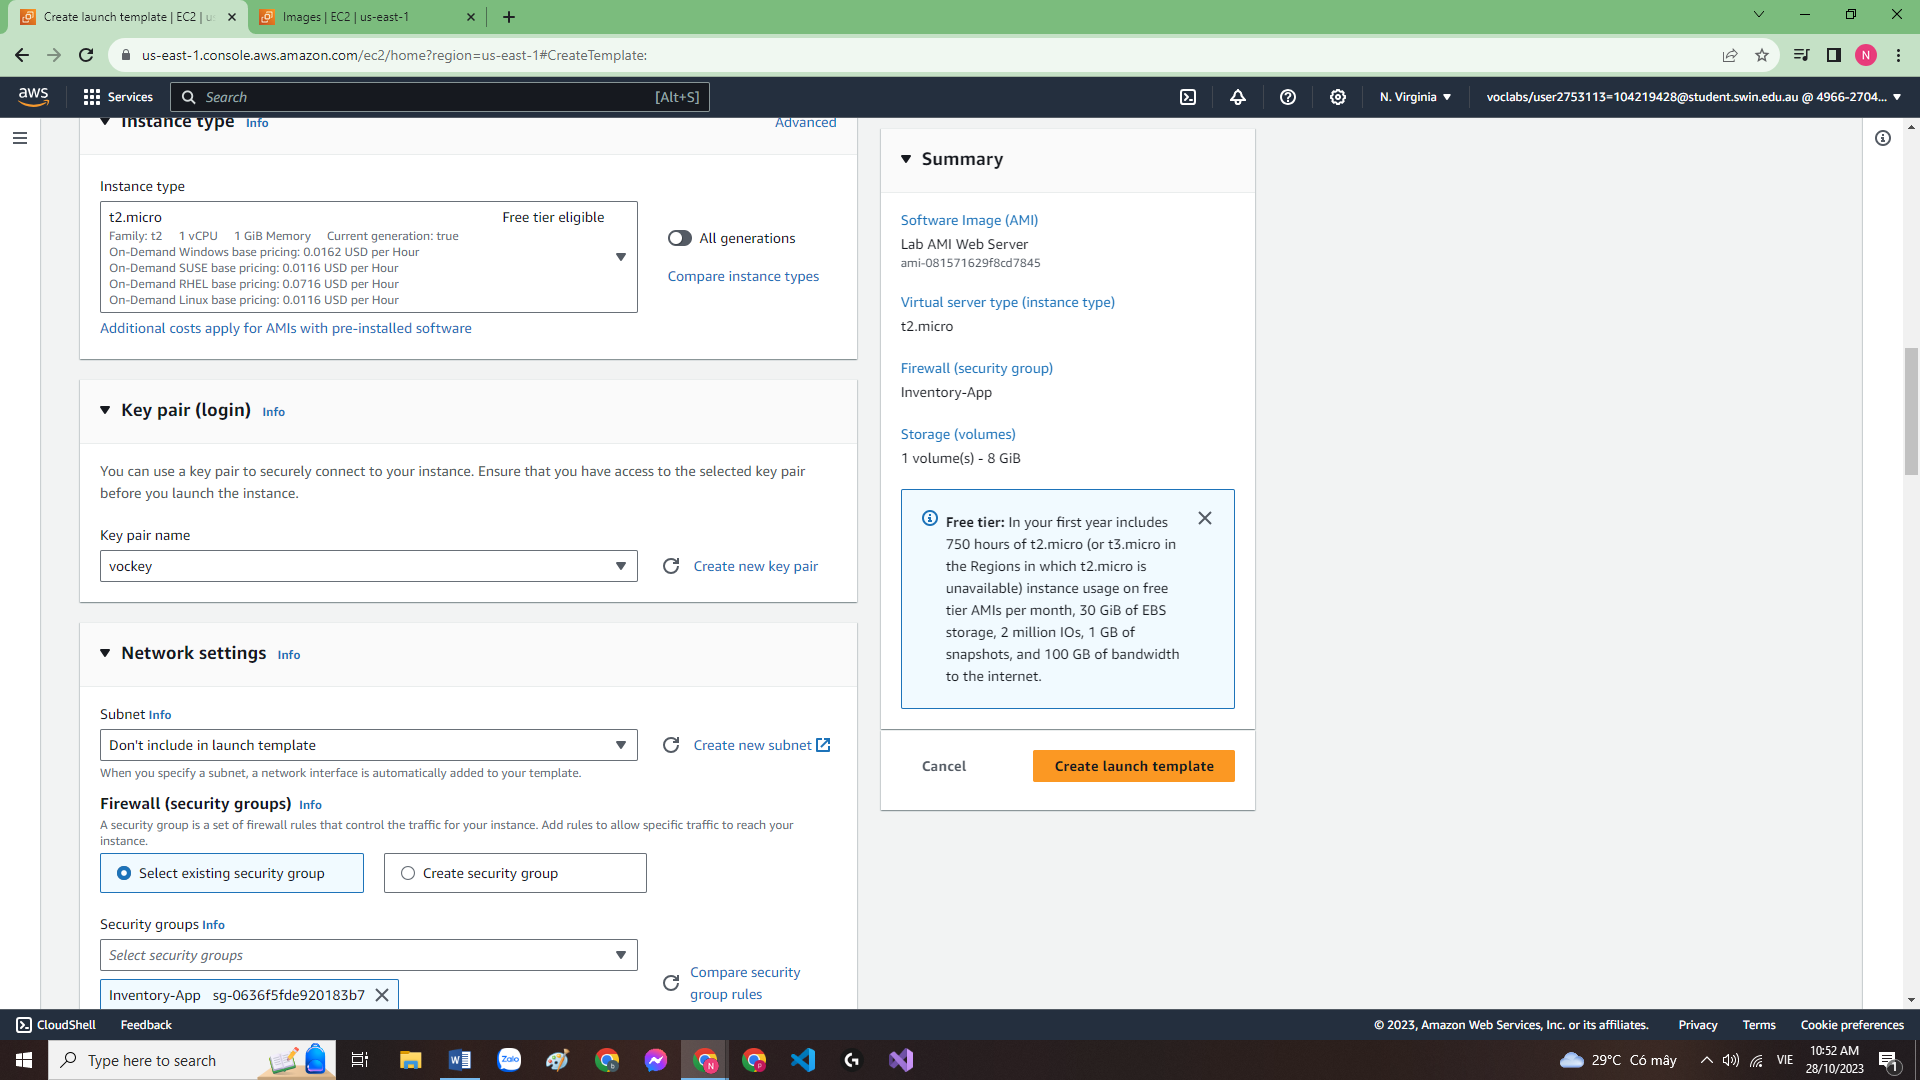 Create launch template | EC2 | us
Images | EC2 | us-east-1
us-east-1.console.aws.amazon.com/ec2/home?region=us-east-1#CreateTemplate:
N
aws
Services
Search
[Alt+S]
N. Virginia
voclabs/user2753113=104219428@student.swin.edu.au @ 4966-2704...
Instance type Info
Advanced
Instance type
t2.micro
Free tier eligible
Family: t2 1 vCPU 1 GiB Memory Current generation: true
On-Demand Windows base pricing: 0.0162 USD per Hour
On-Demand SUSE base pricing: 0.0116 USD per Hour
On-Demand RHEL base pricing: 0.0716 USD per Hour
On-Demand Linux base pricing: 0.0116 USD per Hour
All generations
Compare instance types
Additional costs apply for AMIs with pre-installed software
Key pair (login) Info
You can use a key pair to securely connect to your instance. Ensure that you have access to the selected key pair
before you launch the instance.
Key pair name
vockey
Create new key pair
Network settings Info
Subnet Info
Don't include in launch template
Create new subnet
When you specify a subnet, a network interface is automatically added to your template.
Firewall (security groups) Info
A security group is a set of firewall rules that control the traffic for your instance. Add rules to allow specific traffic to reach your
instance.
Select existing security group
Create security group
Security groups Info
Select security groups
Compare security
group rules
Inventory-App sg-0636f5fde920183b7
Summary
Software Image (AMI)
Lab AMI Web Server
ami-081571629f8cd7845
Virtual server type (instance type)
t2.micro
Firewall (security group)
Inventory-App
Storage (volumes)
1 volume(s) - 8 GiB
Free tier: In your first year includes
750 hours of t2.micro (or t3.micro in
the Regions in which t2.micro is
unavailable) instance usage on free
tier AMIs per month, 30 GiB of EBS
storage, 2 million IOs, 1 GB of
snapshots, and 100 GB of bandwidth
to the internet.
Cancel
Create launch template
CloudShell
Feedback
© 2023, Amazon Web Services, Inc. or its affiliates.
Privacy
Terms
Cookie preferences
Type here to search
Zalo
29°C Có mây
VIE
10:52 AM
28/10/2023
1